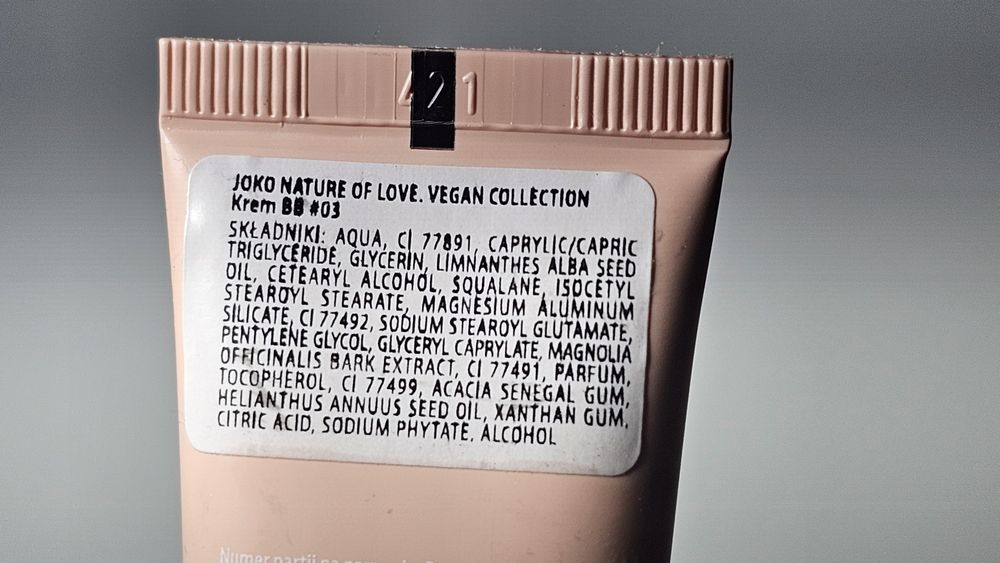 421
JOKO NATURE OF LOVE. VEGAN COLLECTION
Krem BB #03
SKŁADNIKI: AQUA, CI 77891, CAPRYLIC/CAPRIC
TRIGLYCERIDE, GLYCERIN, LIMNANTHES ALBA SEED
OIL, CETEARYL ALCOHOL, SQUALANE, ISOCETYL
STEAROYL STEARATE, MAGNESIUM ALUMINUM
SILICATE, CI 77492, SODIUM STEAROYL GLUTAMATE,
PENTYLENE GLYCOL, GLYCERYL CAPRYLATE, MAGNOLIA
OFFICINALIS BARK EXTRACT, CI 77491, PARFUM,
TOCOPHEROL, CI 77499, ACACIA SENEGAL GUM,
HELIANTHUS ANNUUS SEED OIL, XANTHAN GUM,
CITRIC ACID, SODIUM PHYTATE, ALCOHOL
Numer partii